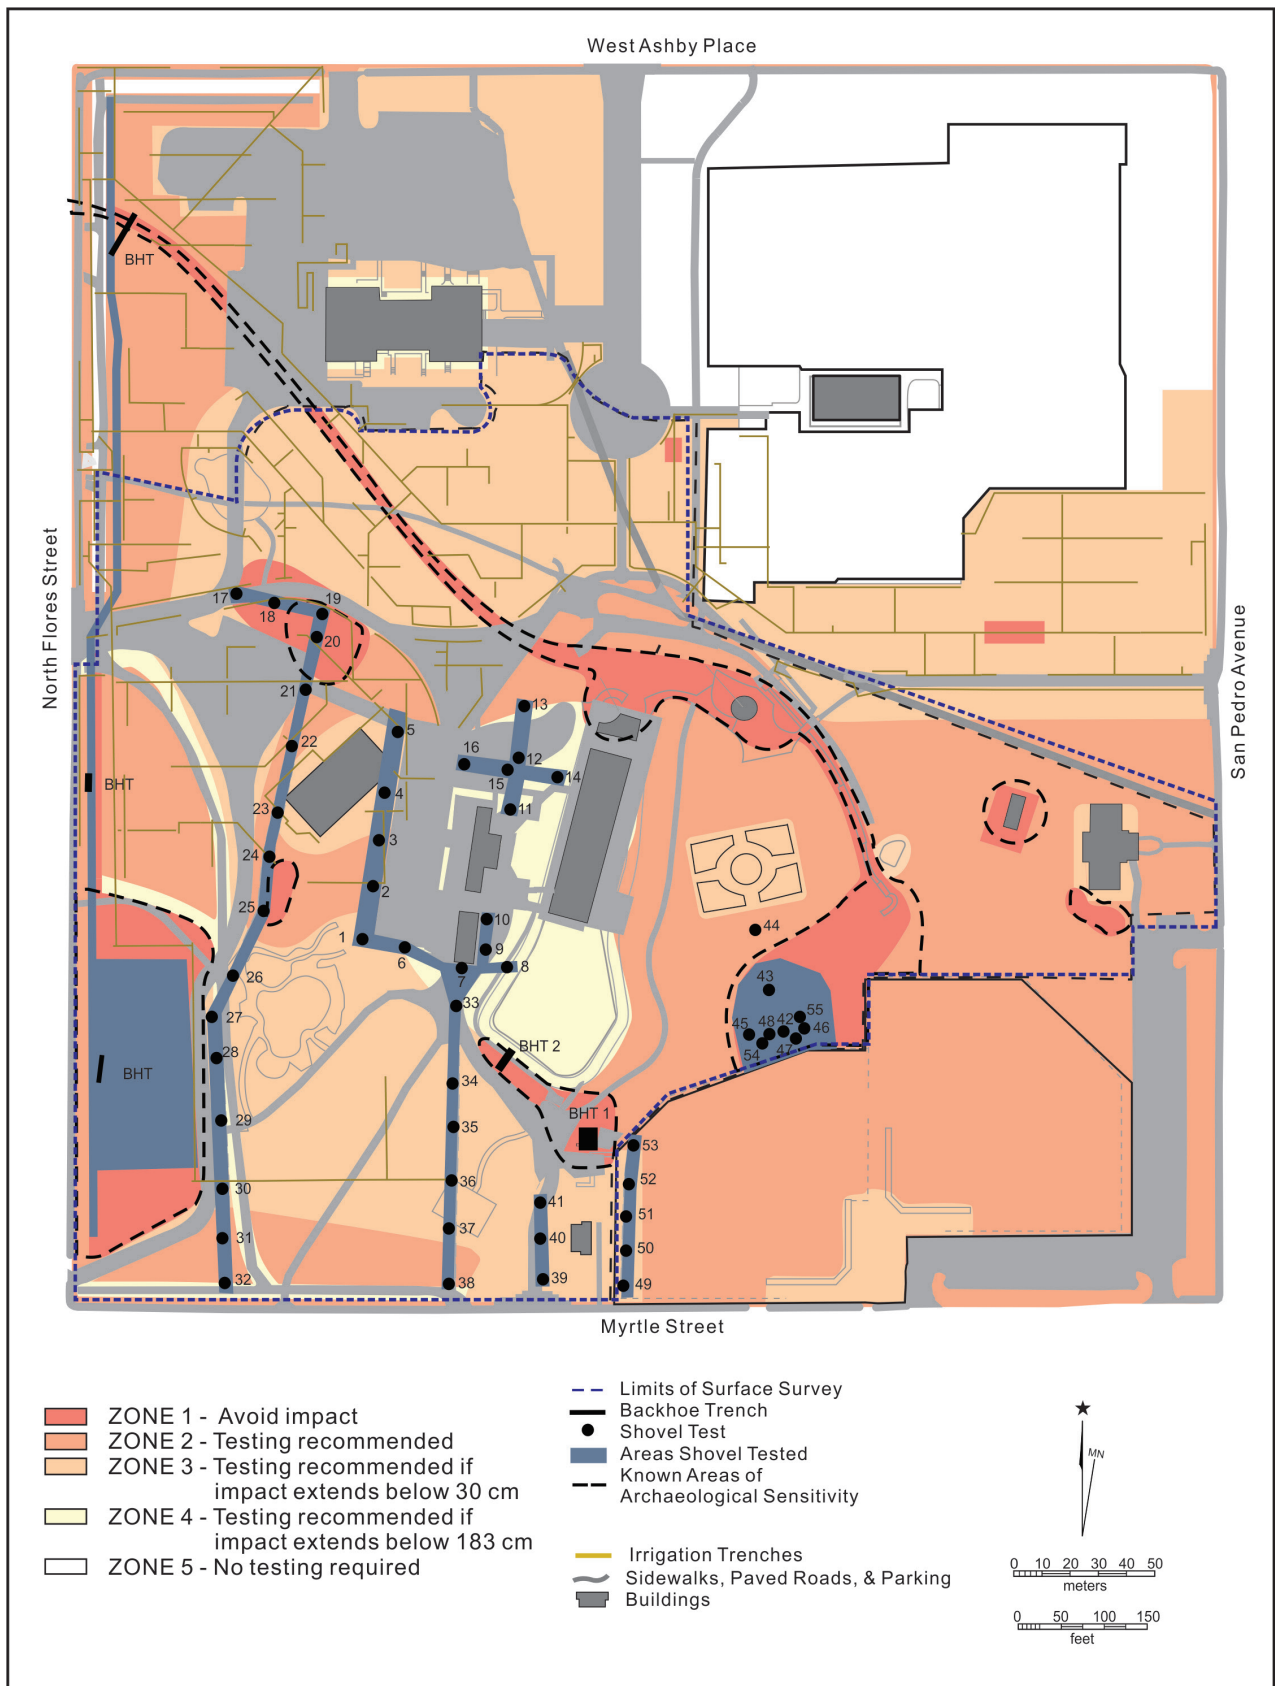 West Ashby Place
BHT
North Flores Street
San Pedro Avenue
17
18
19
20
21
22
23
24
25
26
27
28
29
30
31
32
5
4
3
2
1
6
7
8
9
10
13
16
12
15
14
11
BHT
BHT
33
34
35
36
37
38
BHT 2
BHT 1
41
40
39
53
52
51
50
49
44
43
55
45
48
42
46
54
47
Myrtle Street
ZONE 1 - Avoid impact
ZONE 2 - Testing recommended
ZONE 3 - Testing recommended if
impact extends below 30 cm
ZONE 4 - Testing recommended if
impact extends below 183 cm
ZONE 5 - No testing required
Limits of Surface Survey
Backhoe Trench
Shovel Test
Areas Shovel Tested
Known Areas of
Archaeological Sensitivity
Irrigation Trenches
Sidewalks, Paved Roads, & Parking
Buildings
MN
0 10 20 30 40 50
meters
0 50 100 150
feet